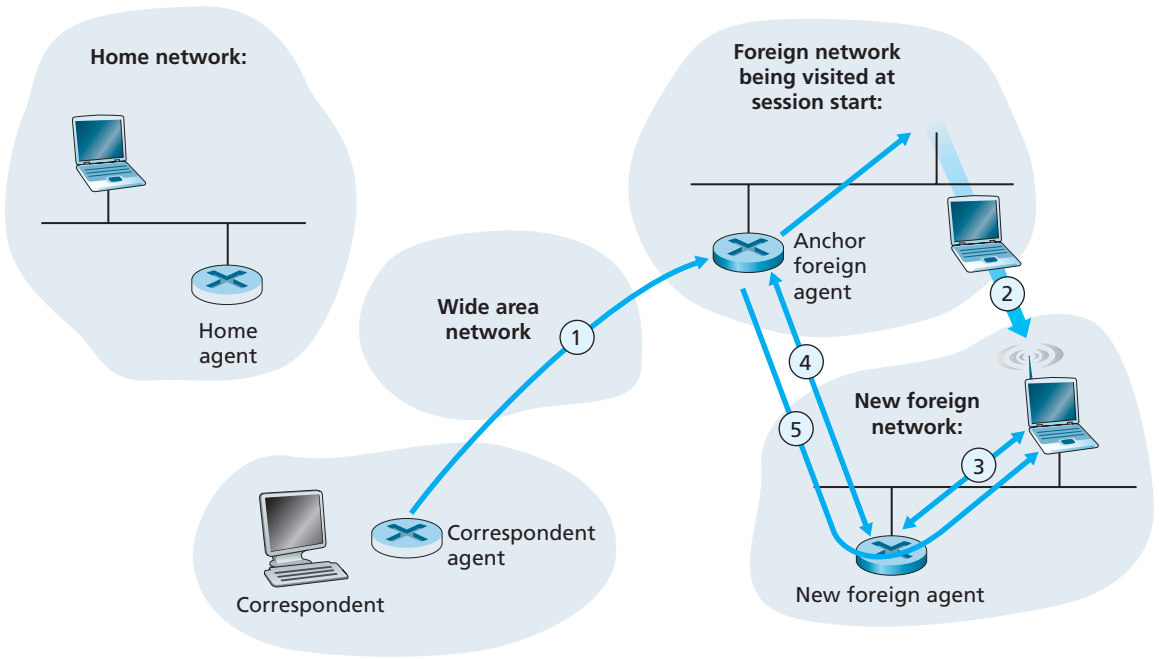 Home network:
Home
agent
Wide area
network
1
Foreign network
being visited at
session start:
Anchor
foreign
agent
2
4
5
New foreign
network:
3
New foreign agent
Correspondent
agent
Correspondent